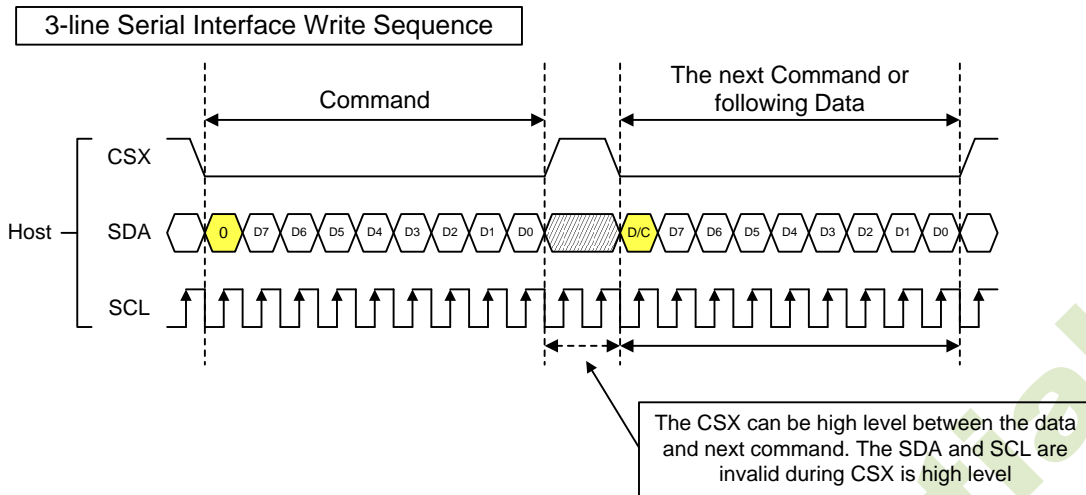 3-line Serial Interface Write Sequence
Command
The next Command or
following Data
CSX
Host
SDA
0 D7 D6 D5 D4 D3 D2 D1 D0
D/C D7 D6 D5 D4 D3 D2 D1 D0
SCL
The CSX can be high level between the data
and next command. The SDA and SCL are
invalid during CSX is high level